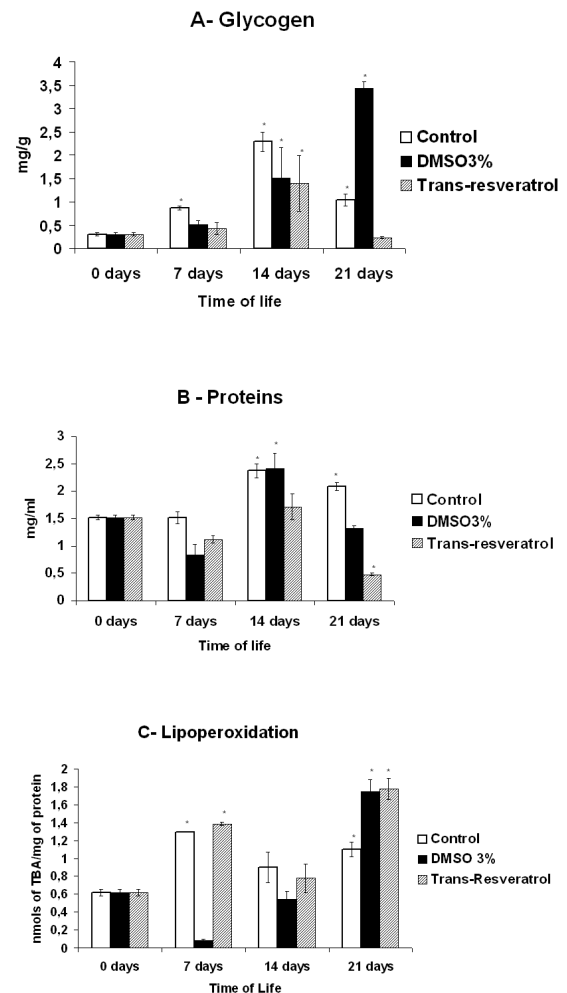 A- Glycogen
4
3,5
3
2,5
2
1,5
1
0,5
0
mg/g
* * * * * *
Control
DMSO3%
Trans-resveratrol
0 days 7 days 14 days 21 days
Time of life
B - Proteins
3
2,5
2
1,5
1
0,5
0
mg/ml
* * * *
Control
DMSO3%
Trans-resveratrol
0 days 7 days 14 days 21 days
Time of life
C- Lipoperoxidation
2
1,8
1,6
1,4
1,2
1
0,8
0,6
0,4
0,2
0
nmols of TBA/mg of protein
* * * * *
Control
DMSO 3%
Trans-Resveratrol
0 days 7 days 14 days 21 days
Time of Life